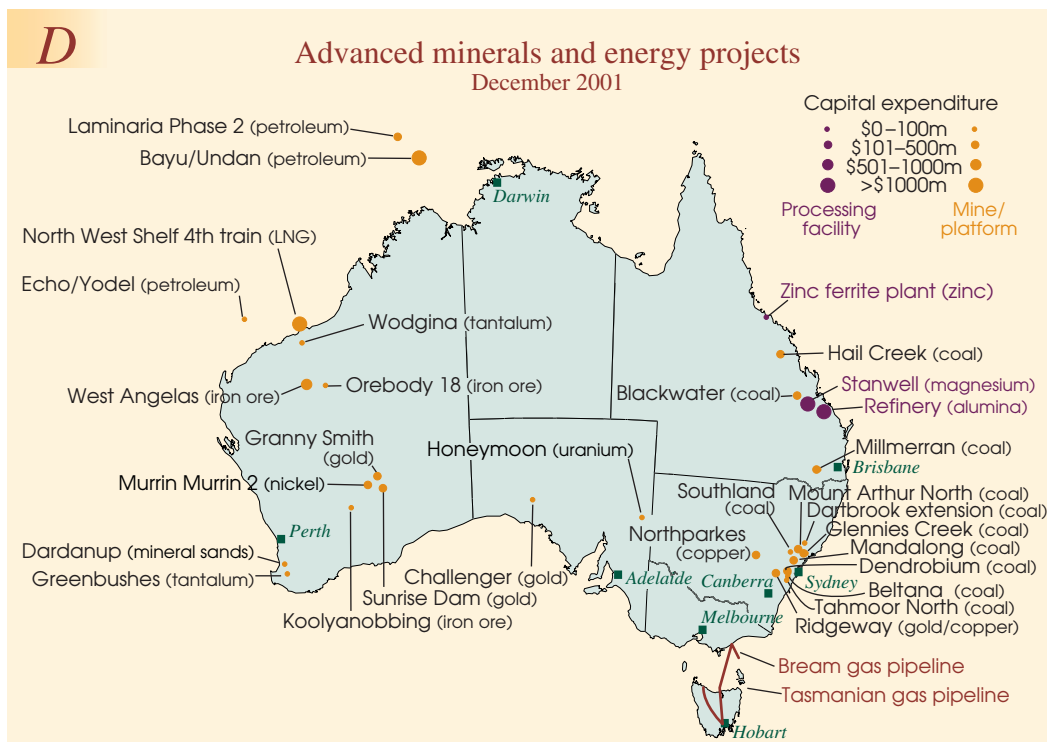 D
Advanced minerals and energy projects
December 2001
Capital expenditure
$0–100m
$101–500m
$501–1000m
>$1000m
Processing facility
Mine/platform
Laminaria Phase 2 (petroleum)
Bayu/Undan (petroleum)
Darwin
North West Shelf 4th train (LNG)
Echo/Yodel (petroleum)
Zinc ferrite plant (zinc)
Wodgina (tantalum)
Hail Creek (coal)
West Angelas (iron ore)
Orebody 18 (iron ore)
Blackwater (coal)
Stanwell (magnesium)
Refinery (alumina)
Granny Smith
(gold)
Honeymoon (uranium)
Millmerran (coal)
Brisbane
Murrin Murrin 2 (nickel)
Southland
(coal)
Mount Arthur North (coal)
Dartbrook extension (coal)
Glennies Creek (coal)
Perth
Northparkes
(copper)
Mandalong (coal)
Dendrobium (coal)
Dardanup (mineral sands)
Greenbushes (tantalum)
Challenger (gold)
Adelaide
Canberra
Sydney
Beltana (coal)
Sunrise Dam (gold)
Tahmoor North (coal)
Koolyanobbing (iron ore)
Melbourne
Ridgeway (gold/copper)
Bream gas pipeline
Tasmanian gas pipeline
Hobart